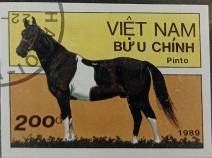 VIỆT NAM
BƯU CHÍNH
Pinto
200đ
1989